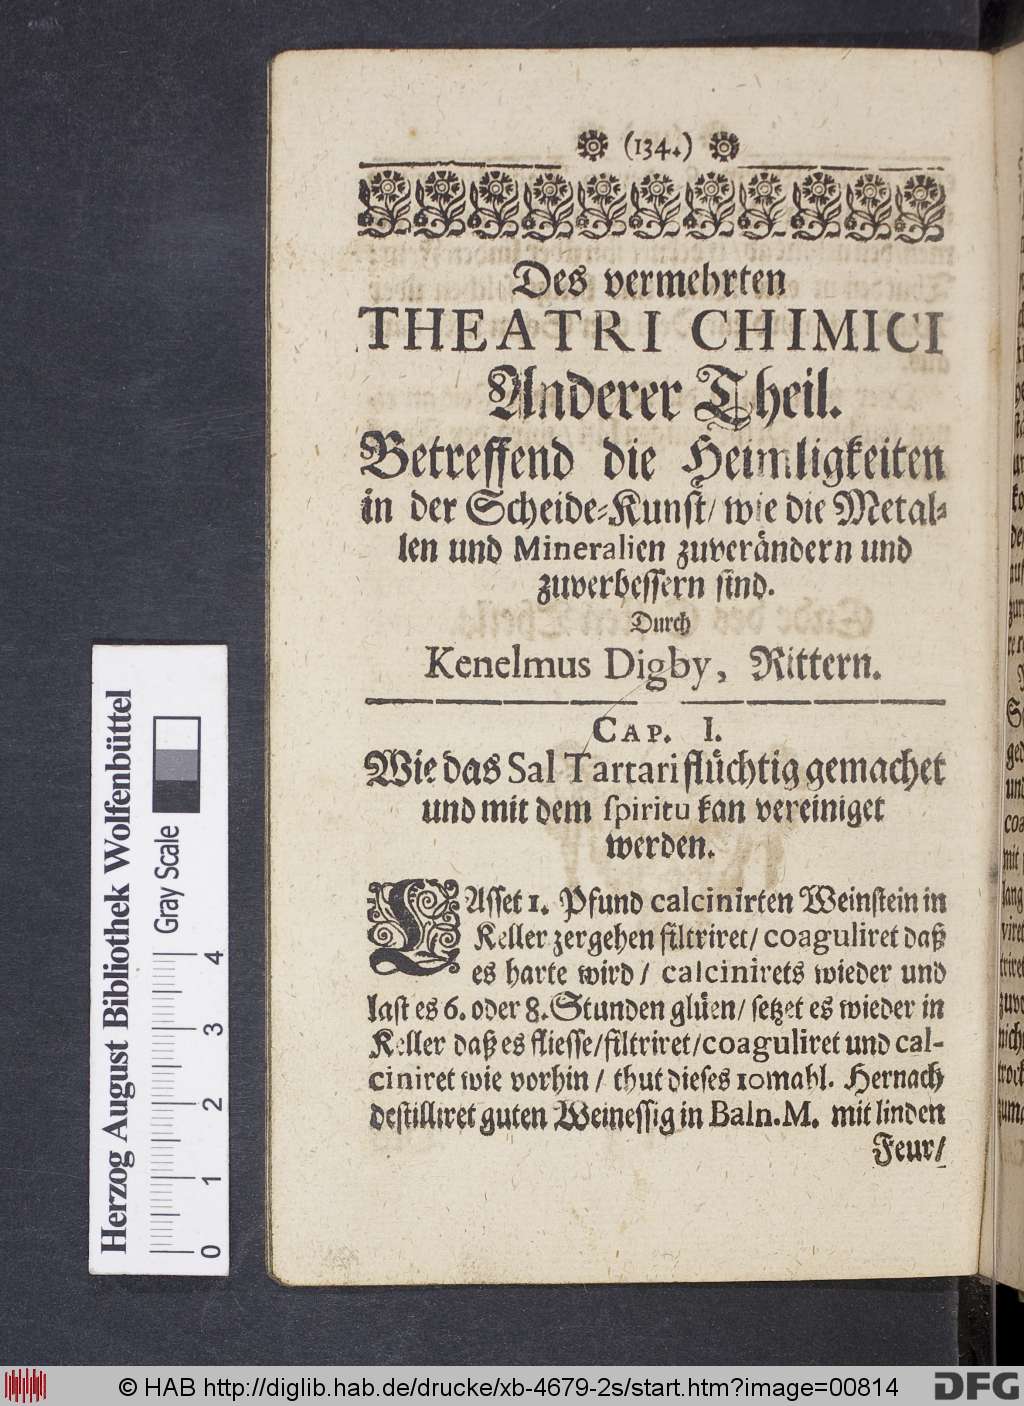 (134.)
Des vermehrten
THEATRI CHIMICI
Anderer Theil.
Betreffend die Heimligkeiten
in der Scheide-Kunst/ wie die Metal-
len und Mineralien zuverändern und
zuverbessern sind.
Durch
Kenelmus Digby, Rittern.
CAP. I.
Wie das Sal Tartari flüchtig gemachet
und mit dem spiritu kan vereiniget
werden.
LAsset 1. Pfund calcinirten Weinstein in
Keller zergehen filtriret/ coaguliret daß
es harte wird/ calcinirets wieder und
last es 6. oder 8. Stunden glüen/ setzet es wieder in
Keller daß es fliesse/ filtriret/ coaguliret und cal-
ciniret wie vorhin/ thut dieses 10mahl. Hernach
destilliret guten Weinessig in Baln. M. mit linden
Feur/
Herzog August Bibliothek Wolfenbüttel
Gray Scale
0 1 2 3 4
© HAB http://diglib.hab.de/drucke/xb-4679-2s/start.htm?image=00814
DFG